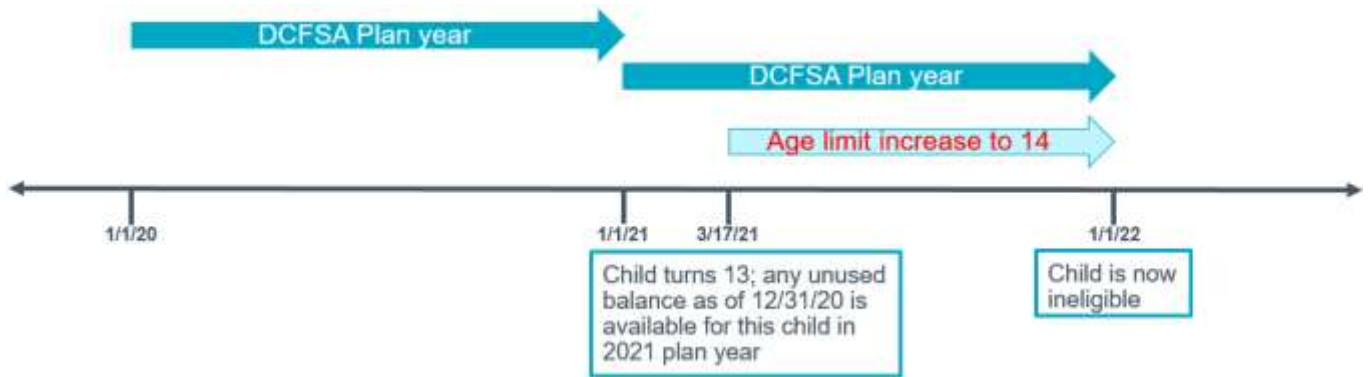 DCFSA Plan year
DCFSA Plan year
Age limit increase to 14
1/1/20
1/1/21
3/17/21
1/1/22
Child turns 13; any unused
balance as of 12/31/20 is
available for this child in
2021 plan year
Child is now
ineligible